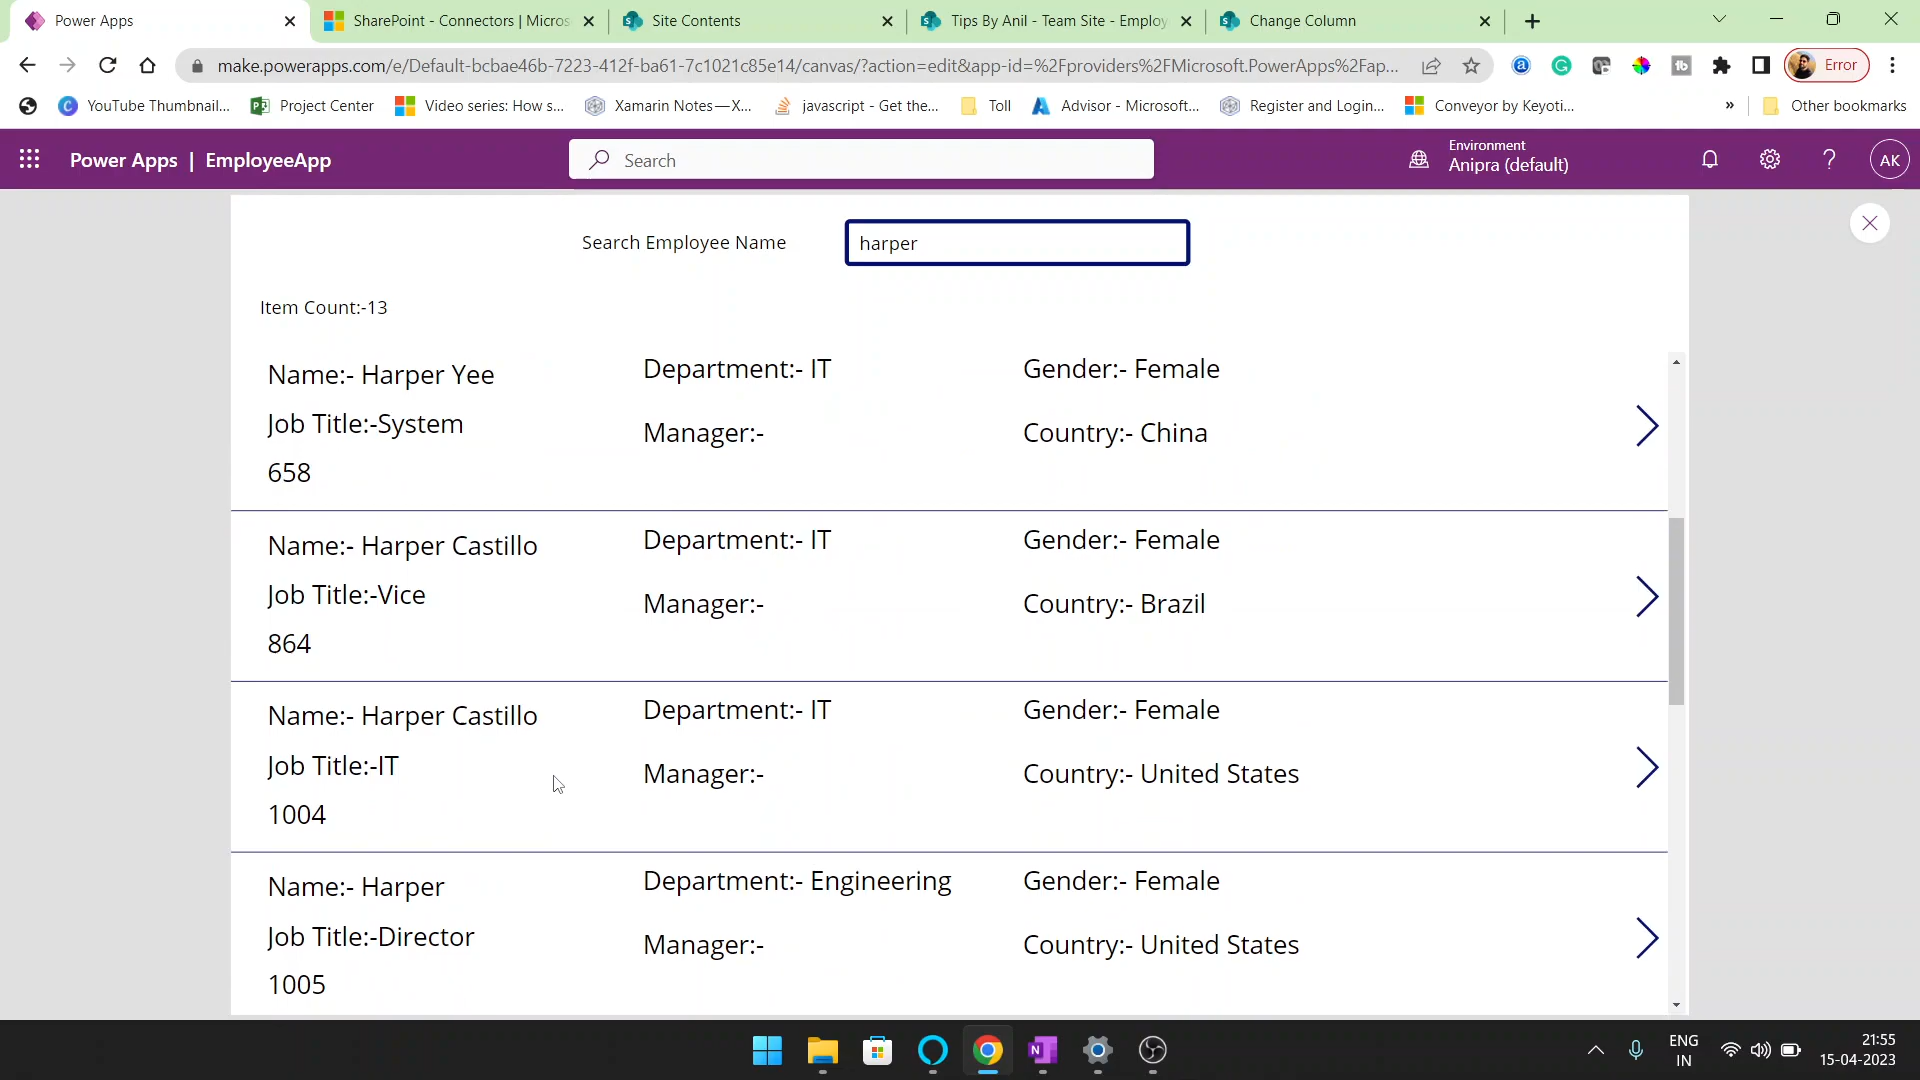 Power Apps
SharePoint - Connectors | Micros
Site Contents
Tips By Anil - Team Site - Employ
Change Column
make.powerapps.com/e/Default-bcbae46b-7223-412f-ba61-7c1021c85e14/canvas/?action=edit&app-id=%2Fproviders%2FMicrosoft.PowerApps%2Fap...
Error
YouTube Thumbnail...
Project Center
Video series: How s...
Xamarin Notes—X...
javascript - Get the...
Toll
Advisor - Microsoft...
Register and Login...
Conveyor by Keyoti...
»
Other bookmarks
Power Apps | EmployeeApp
Search
Environment
Anipra (default)
AK
Search Employee Name
harper
Item Count:-13
Name:- Harper Yee
Department:- IT
Gender:- Female
Job Title:-System
Manager:-
Country:- China
658
Name:- Harper Castillo
Department:- IT
Gender:- Female
Job Title:-Vice
Manager:-
Country:- Brazil
864
Name:- Harper Castillo
Department:- IT
Gender:- Female
Job Title:-IT
Manager:-
Country:- United States
1004
Name:- Harper
Department:- Engineering
Gender:- Female
Job Title:-Director
Manager:-
Country:- United States
1005
ENG
IN
21:55
15-04-2023